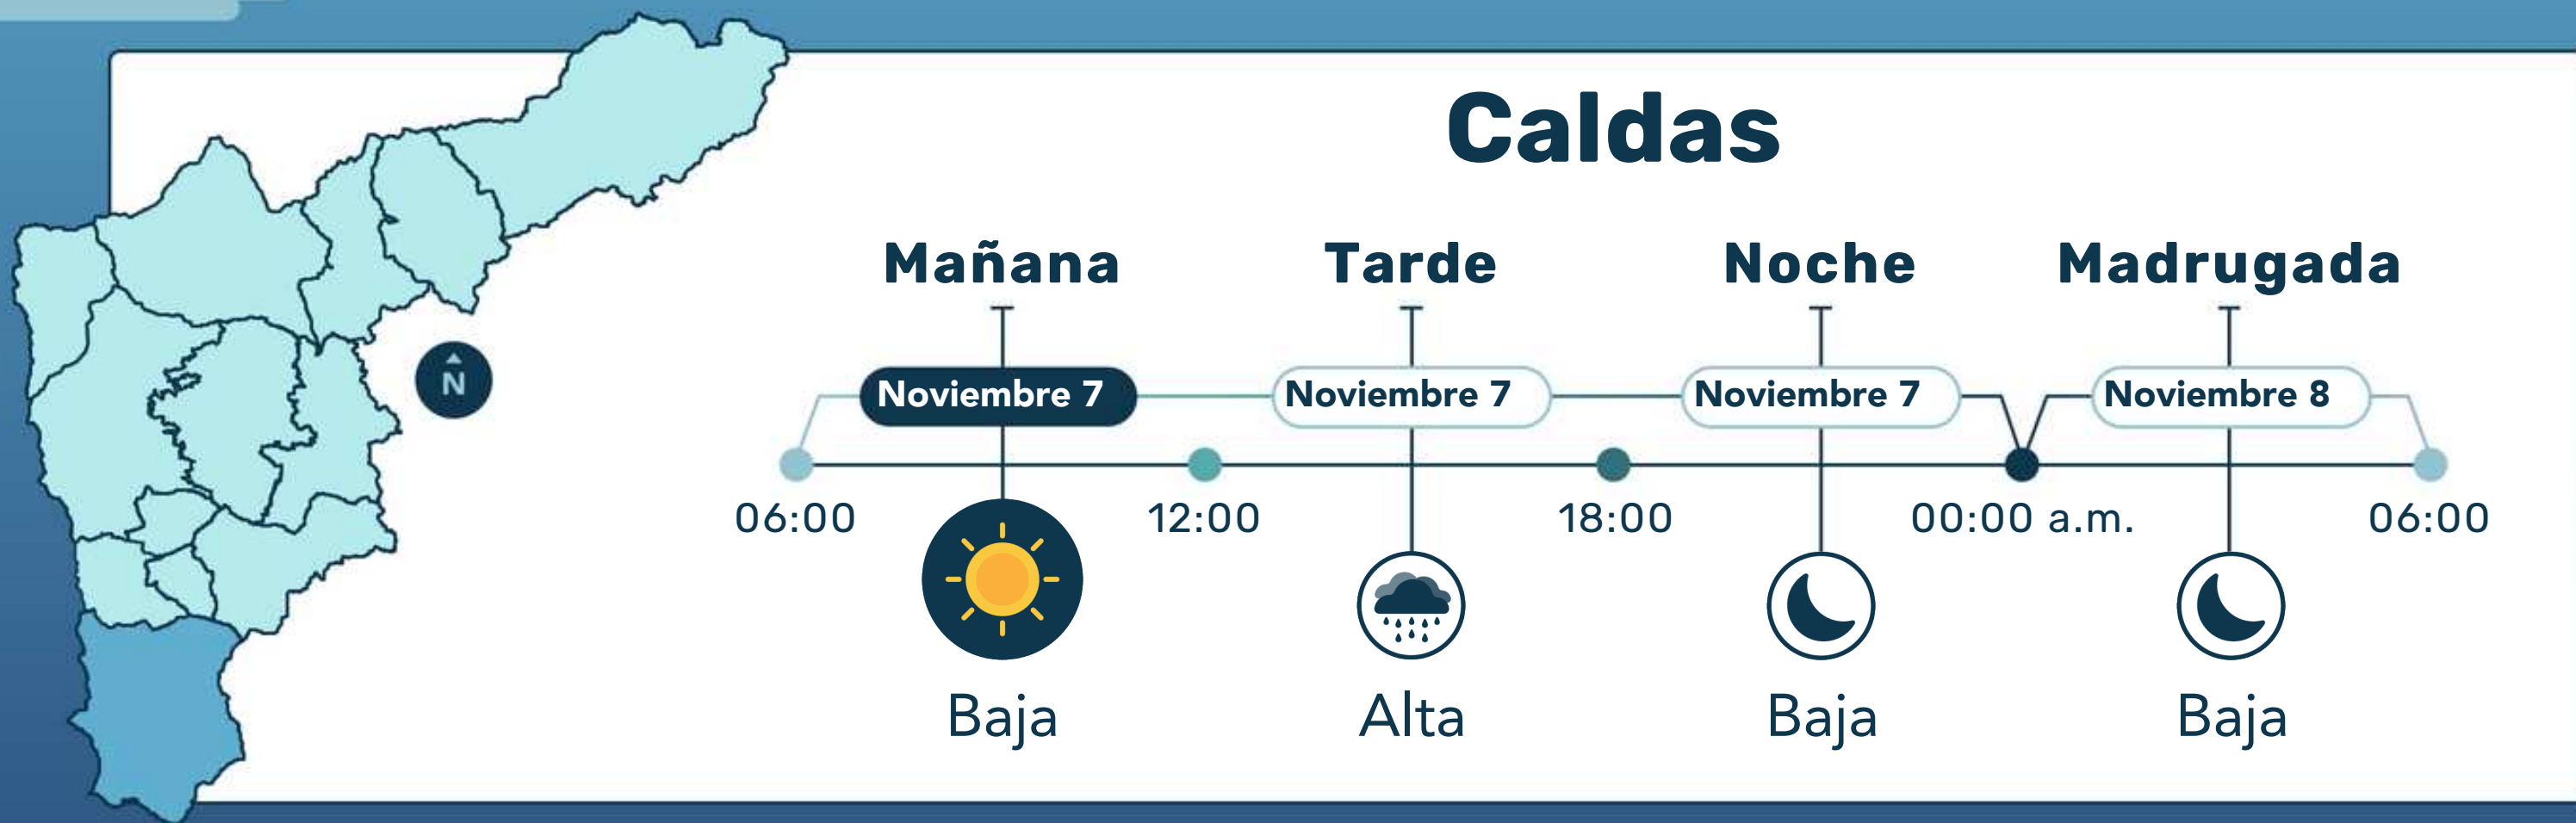 Caldas
Mañana Tarde Noche Madrugada
Noviembre 7 Noviembre 7 Noviembre 7 Noviembre 8
N
06:00 12:00 18:00 00:00 a.m. 06:00
Baja Alta Baja Baja